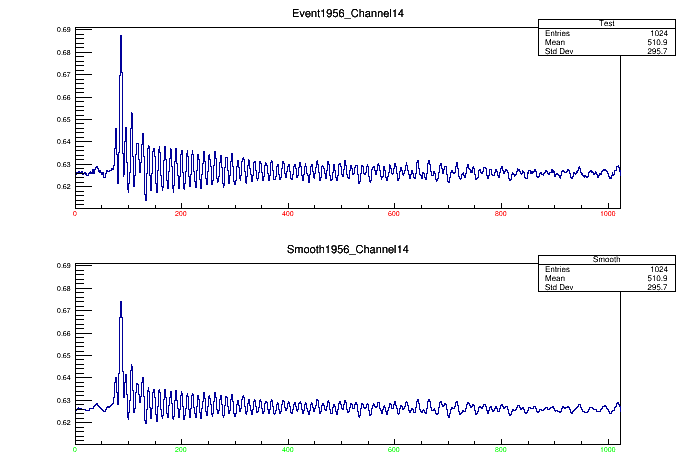 Event1956_Channel14
Test
Entries 1024
Mean 510.9
Std Dev 295.7
0.69
0.68
0.67
0.66
0.65
0.64
0.63
0.62
0 200 400 600 800 1000
Smooth1956_Channel14
Smooth
Entries 1024
Mean 510.9
Std Dev 295.7
0.69
0.68
0.67
0.66
0.65
0.64
0.63
0.62
0 200 400 600 800 1000